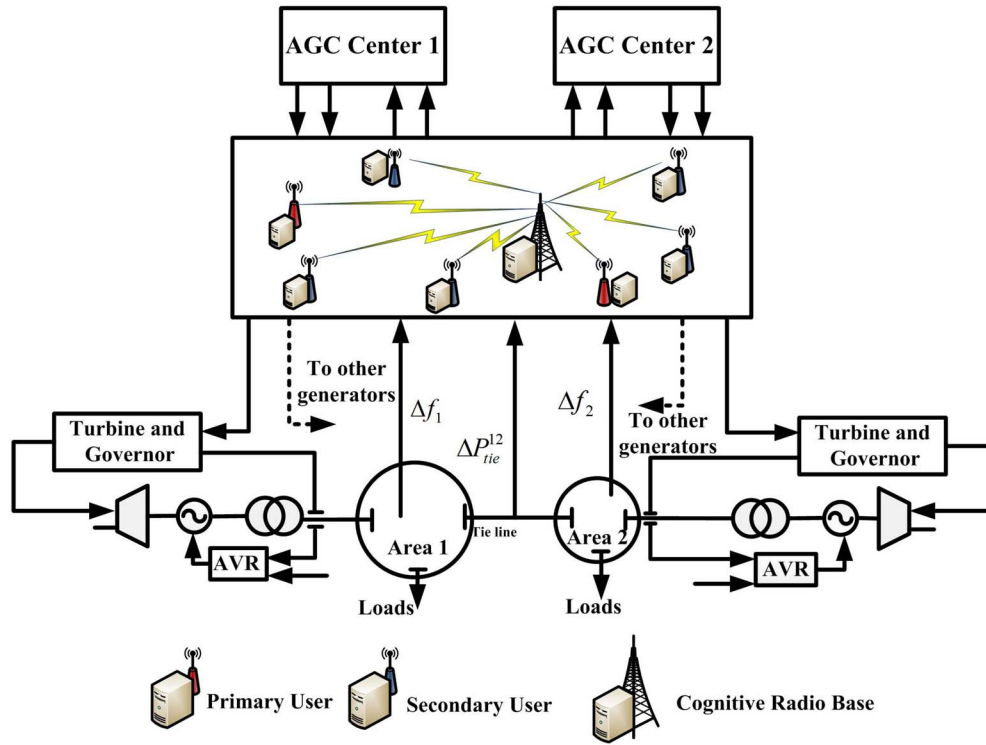 AGC Center 1
AGC Center 2
To other
generators
Δf₁
Δf₂
To other
generators
ΔP¹²tie
Turbine and
Governor
Turbine and
Governor
Area 1
Tie line
Area 2
AVR
AVR
Loads
Loads
Primary User
Secondary User
Cognitive Radio Base